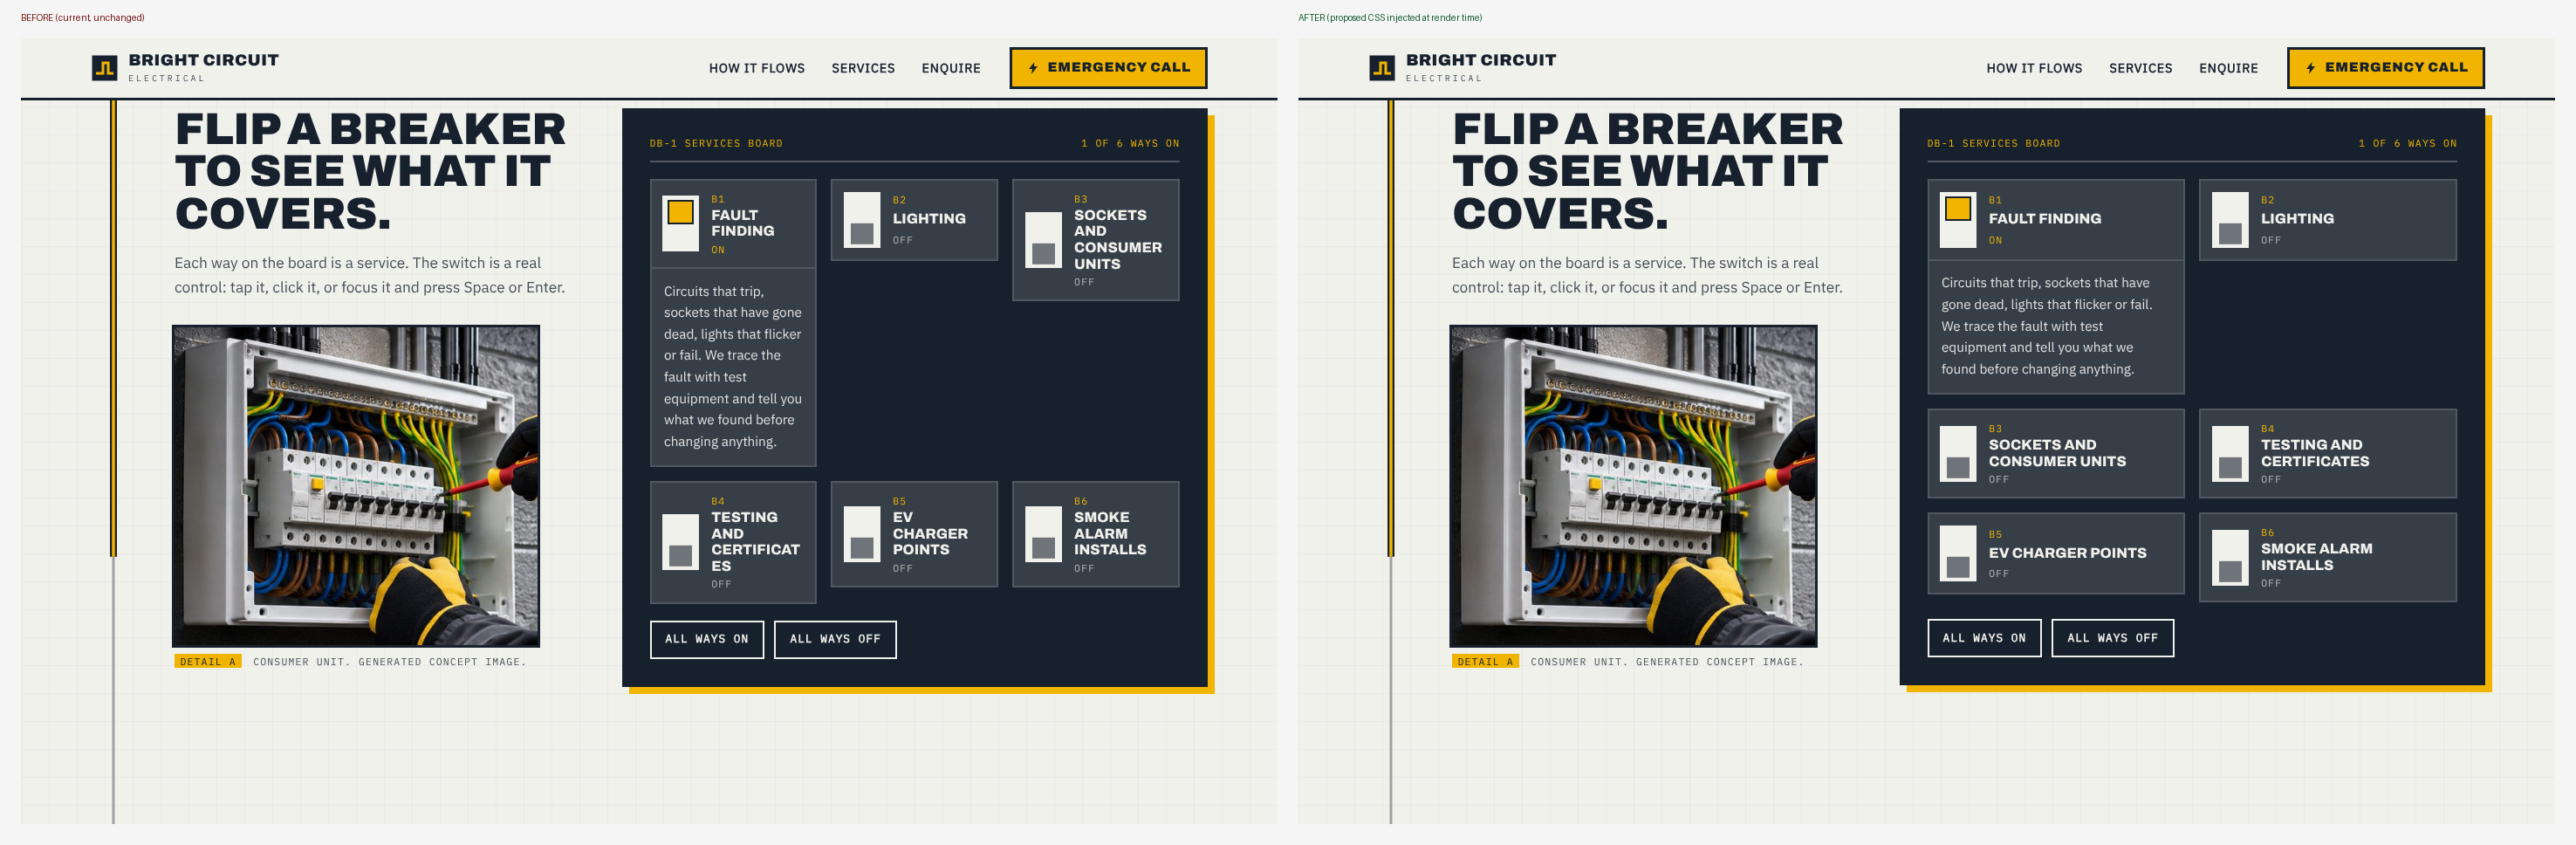 BEFORE (current, unchanged)
BRIGHT CIRCUIT
ELECTRICAL
HOW IT FLOWS
SERVICES
ENQUIRE
EMERGENCY CALL
FLIP A BREAKER
TO SEE WHAT IT
COVERS.
Each way on the board is a service. The switch is a real
control: tap it, click it, or focus it and press Space or Enter.
DETAIL A
CONSUMER UNIT. GENERATED CONCEPT IMAGE.
DB-1 SERVICES BOARD
1 OF 6 WAYS ON
B1
FAULT
FINDING
ON
Circuits that trip,
sockets that have gone
dead, lights that flicker
or fail. We trace the
fault with test
equipment and tell you
what we found before
changing anything.
B2
LIGHTING
OFF
B3
SOCKETS
AND
CONSUMER
UNITS
OFF
B4
TESTING
AND
CERTIFICAT
ES
OFF
B5
EV
CHARGER
POINTS
OFF
B6
SMOKE
ALARM
INSTALLS
OFF
ALL WAYS ON
ALL WAYS OFF
AFTER (proposed CSS injected at render time)
BRIGHT CIRCUIT
ELECTRICAL
HOW IT FLOWS
SERVICES
ENQUIRE
EMERGENCY CALL
FLIP A BREAKER
TO SEE WHAT IT
COVERS.
Each way on the board is a service. The switch is a real
control: tap it, click it, or focus it and press Space or Enter.
DETAIL A
CONSUMER UNIT. GENERATED CONCEPT IMAGE.
DB-1 SERVICES BOARD
1 OF 6 WAYS ON
B1
FAULT FINDING
ON
Circuits that trip, sockets that have
gone dead, lights that flicker or fail.
We trace the fault with test
equipment and tell you what we
found before changing anything.
B2
LIGHTING
OFF
B3
SOCKETS AND
CONSUMER UNITS
OFF
B4
TESTING AND
CERTIFICATES
OFF
B5
EV CHARGER POINTS
OFF
B6
SMOKE ALARM
INSTALLS
OFF
ALL WAYS ON
ALL WAYS OFF